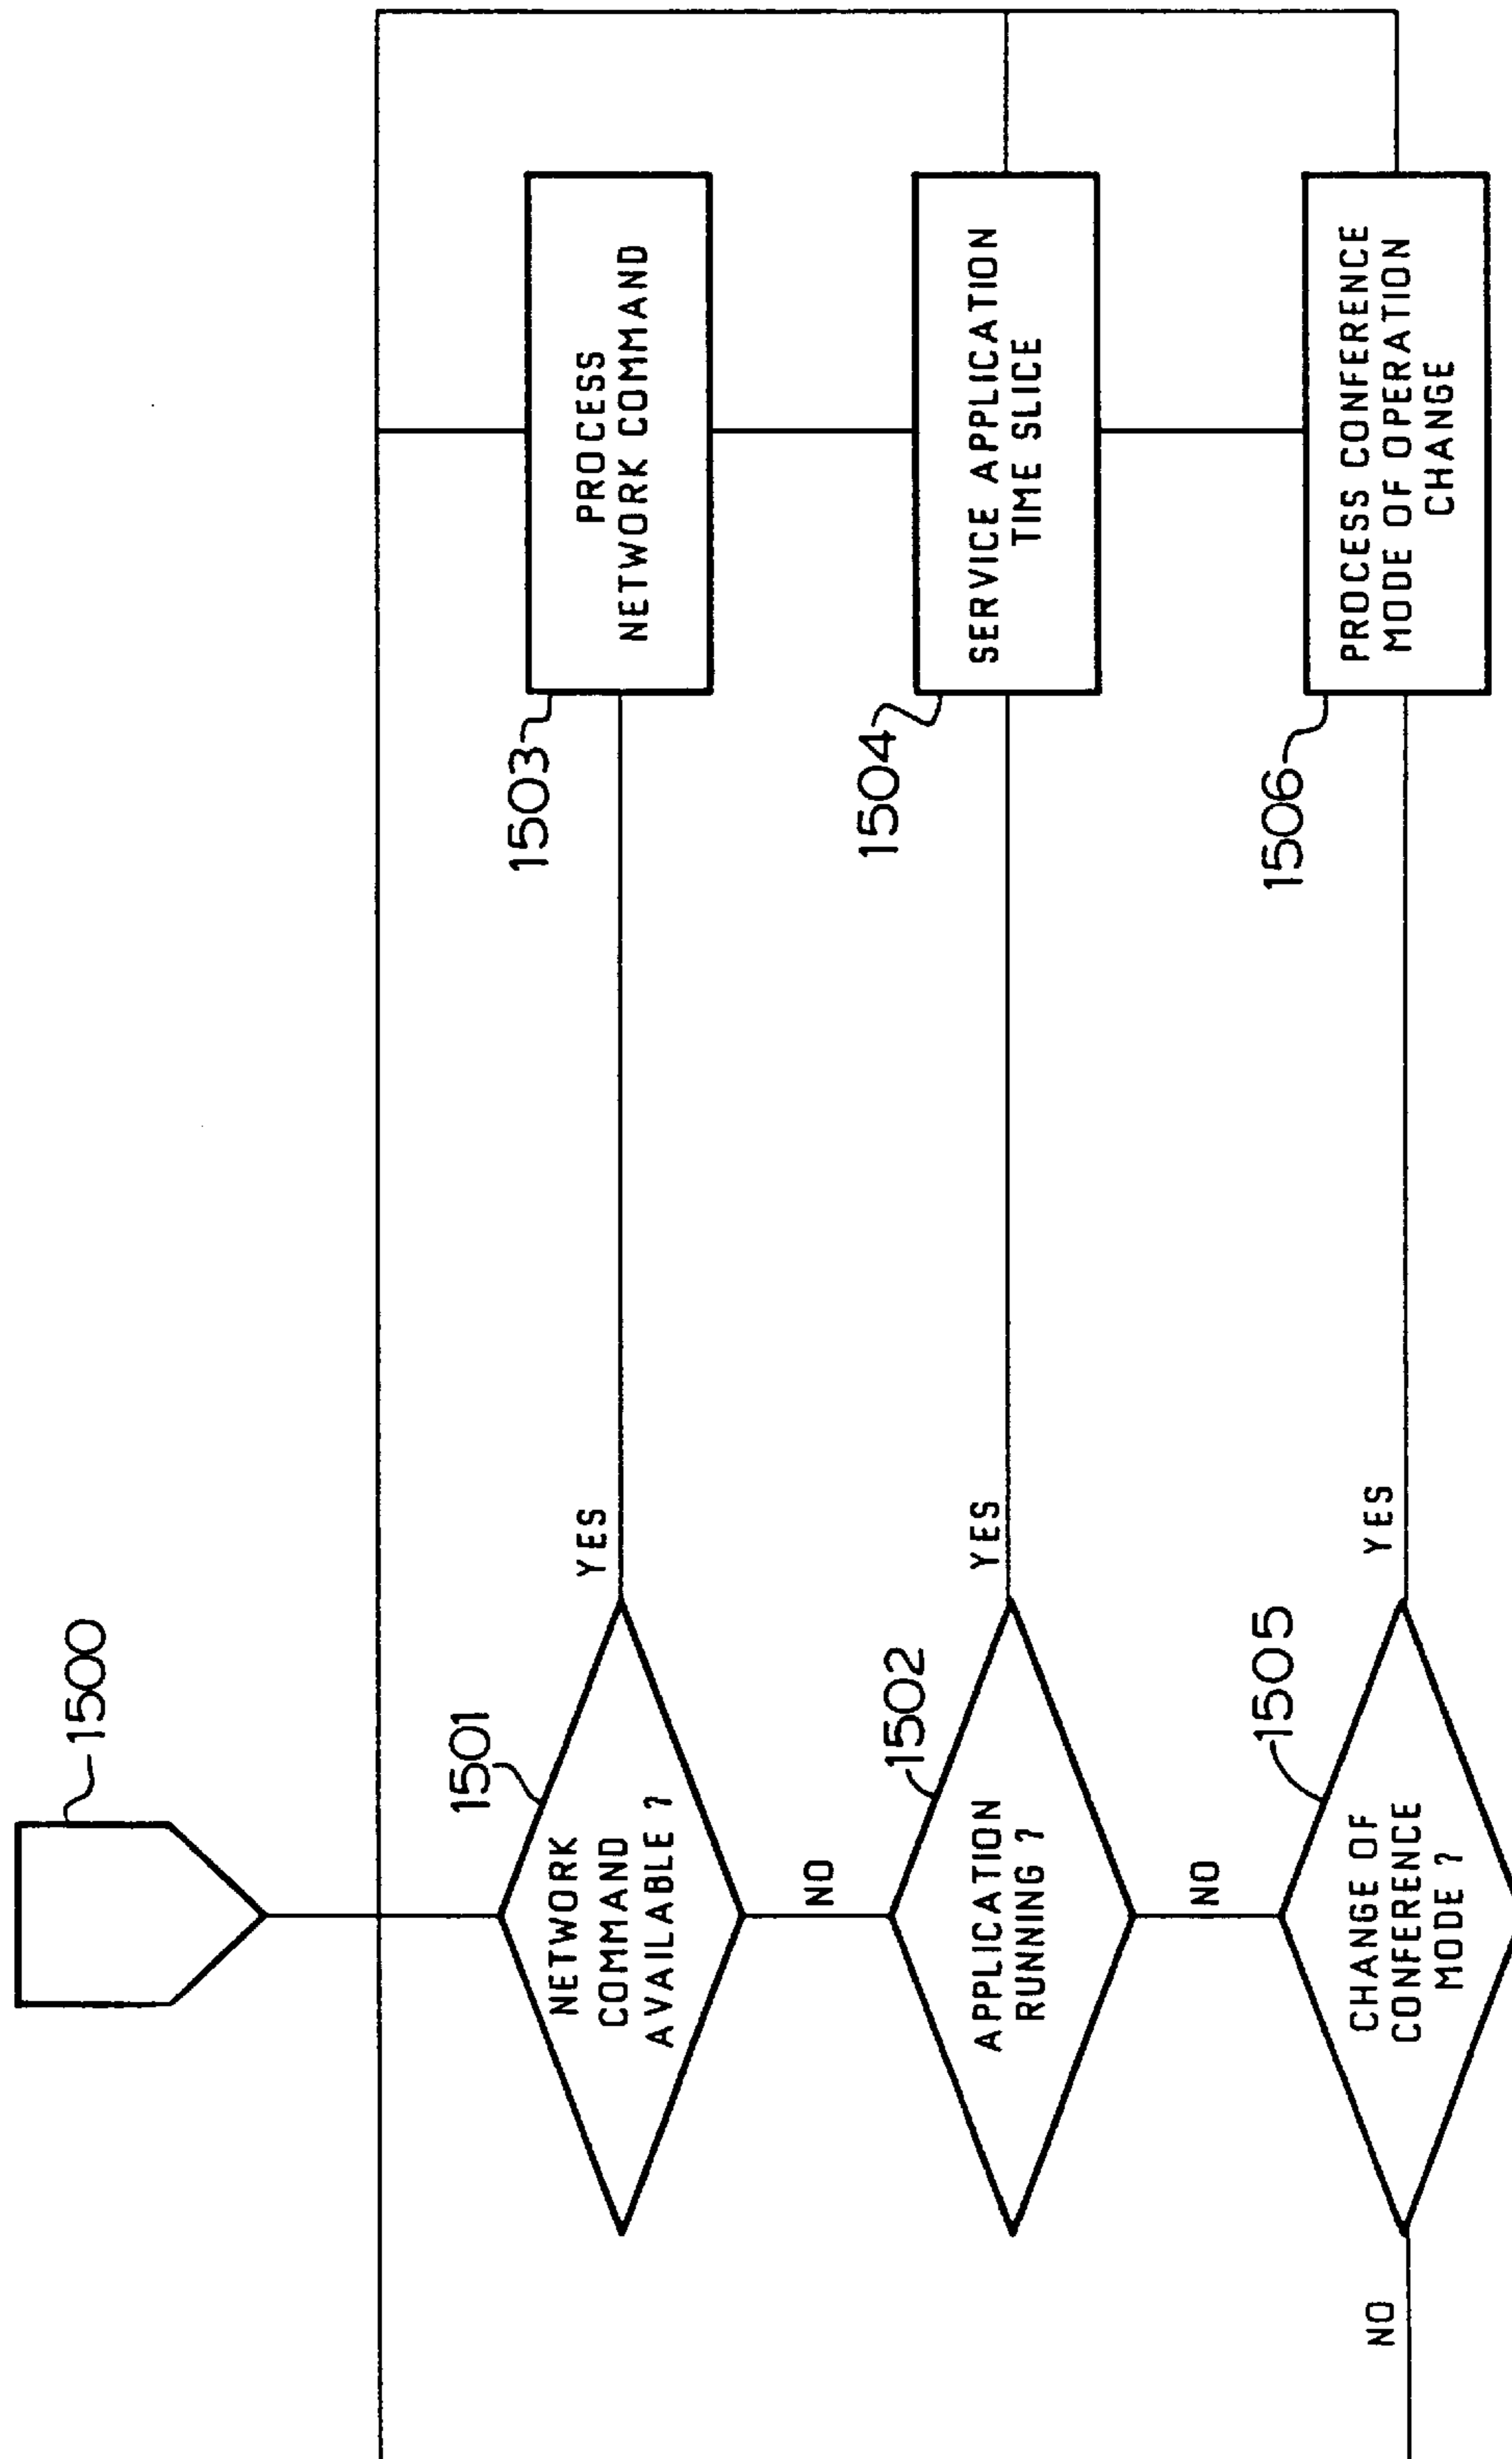 1500
1501
NETWORK
COMMAND
AVAILABLE ?
YES
1503
PROCESS
NETWORK COMMAND
NO
1502
APPLICATION
RUNNING ?
YES
1504
SERVICE APPLICATION
TIME SLICE
NO
1505
CHANGE OF
CONFERENCE
MODE ?
YES
1506
PROCESS CONFERENCE
MODE OF OPERATION
CHANGE
NO